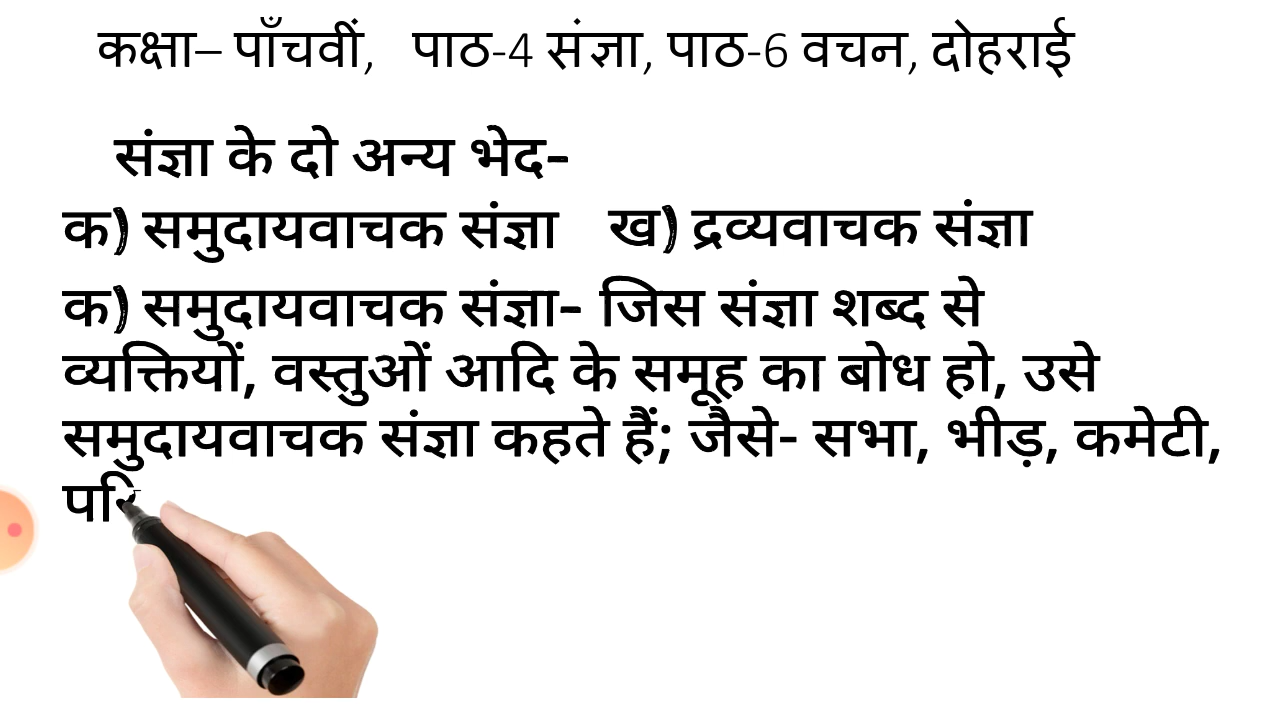 कक्षा– पाँचवीं, पाठ-4 संज्ञा, पाठ-6 वचन, दोहराई
संज्ञा के दो अन्य भेद-
क) समुदायवाचक संज्ञा ख) द्रव्यवाचक संज्ञा
क) समुदायवाचक संज्ञा- जिस संज्ञा शब्द से
व्यक्तियों, वस्तुओं आदि के समूह का बोध हो, उसे
समुदायवाचक संज्ञा कहते हैं; जैसे- सभा, भीड़, कमेटी,